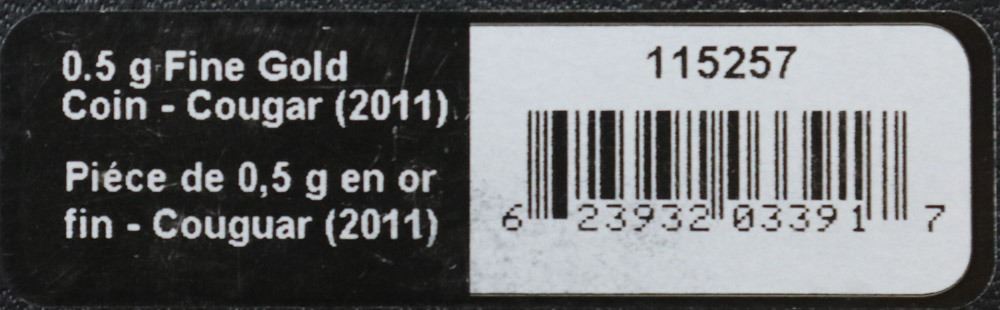 0.5 g Fine Gold
Coin - Cougar (2011)
Piéce de 0,5 g en or
fin - Couguar (2011)
115257
6 23932 03391 7